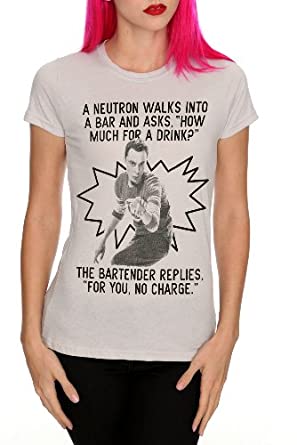 A NEUTRON WALKS INTO
A BAR AND ASKS, "HOW
MUCH FOR A DRINK?"
THE BARTENDER REPLIES,
"FOR YOU, NO CHARGE."